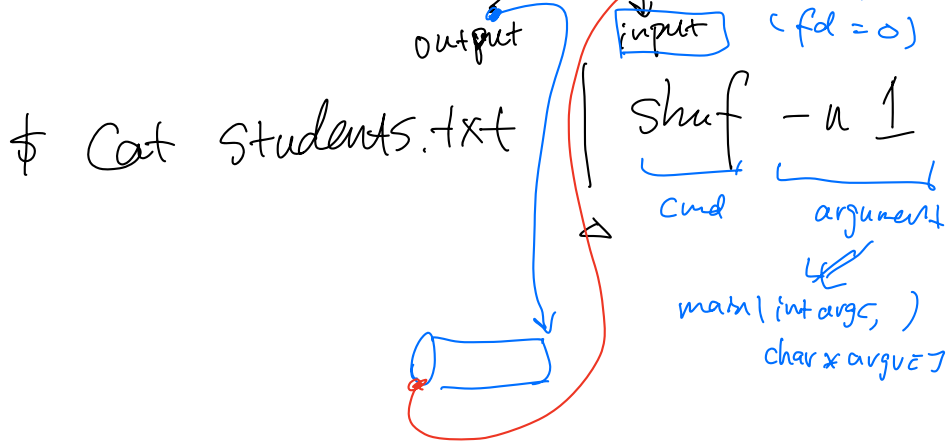 output input (fd = 0)
$ Cat Students.txt | shuf -n 1
cmd argument
main(int argc, )
char * argv[]